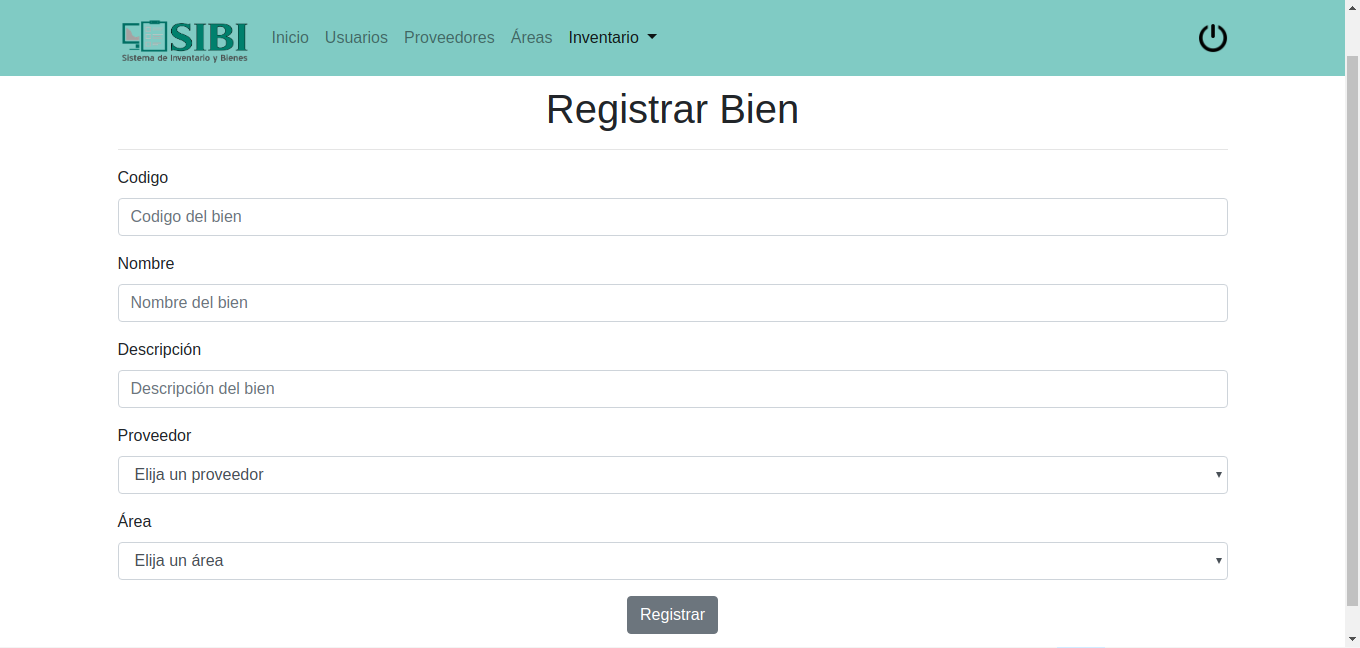 SIBI
Sistema de Inventario y Bienes
Inicio Usuarios Proveedores Áreas Inventario
Registrar Bien
Codigo
Codigo del bien
Nombre
Nombre del bien
Descripción
Descripción del bien
Proveedor
Elija un proveedor
Área
Elija un área
Registrar